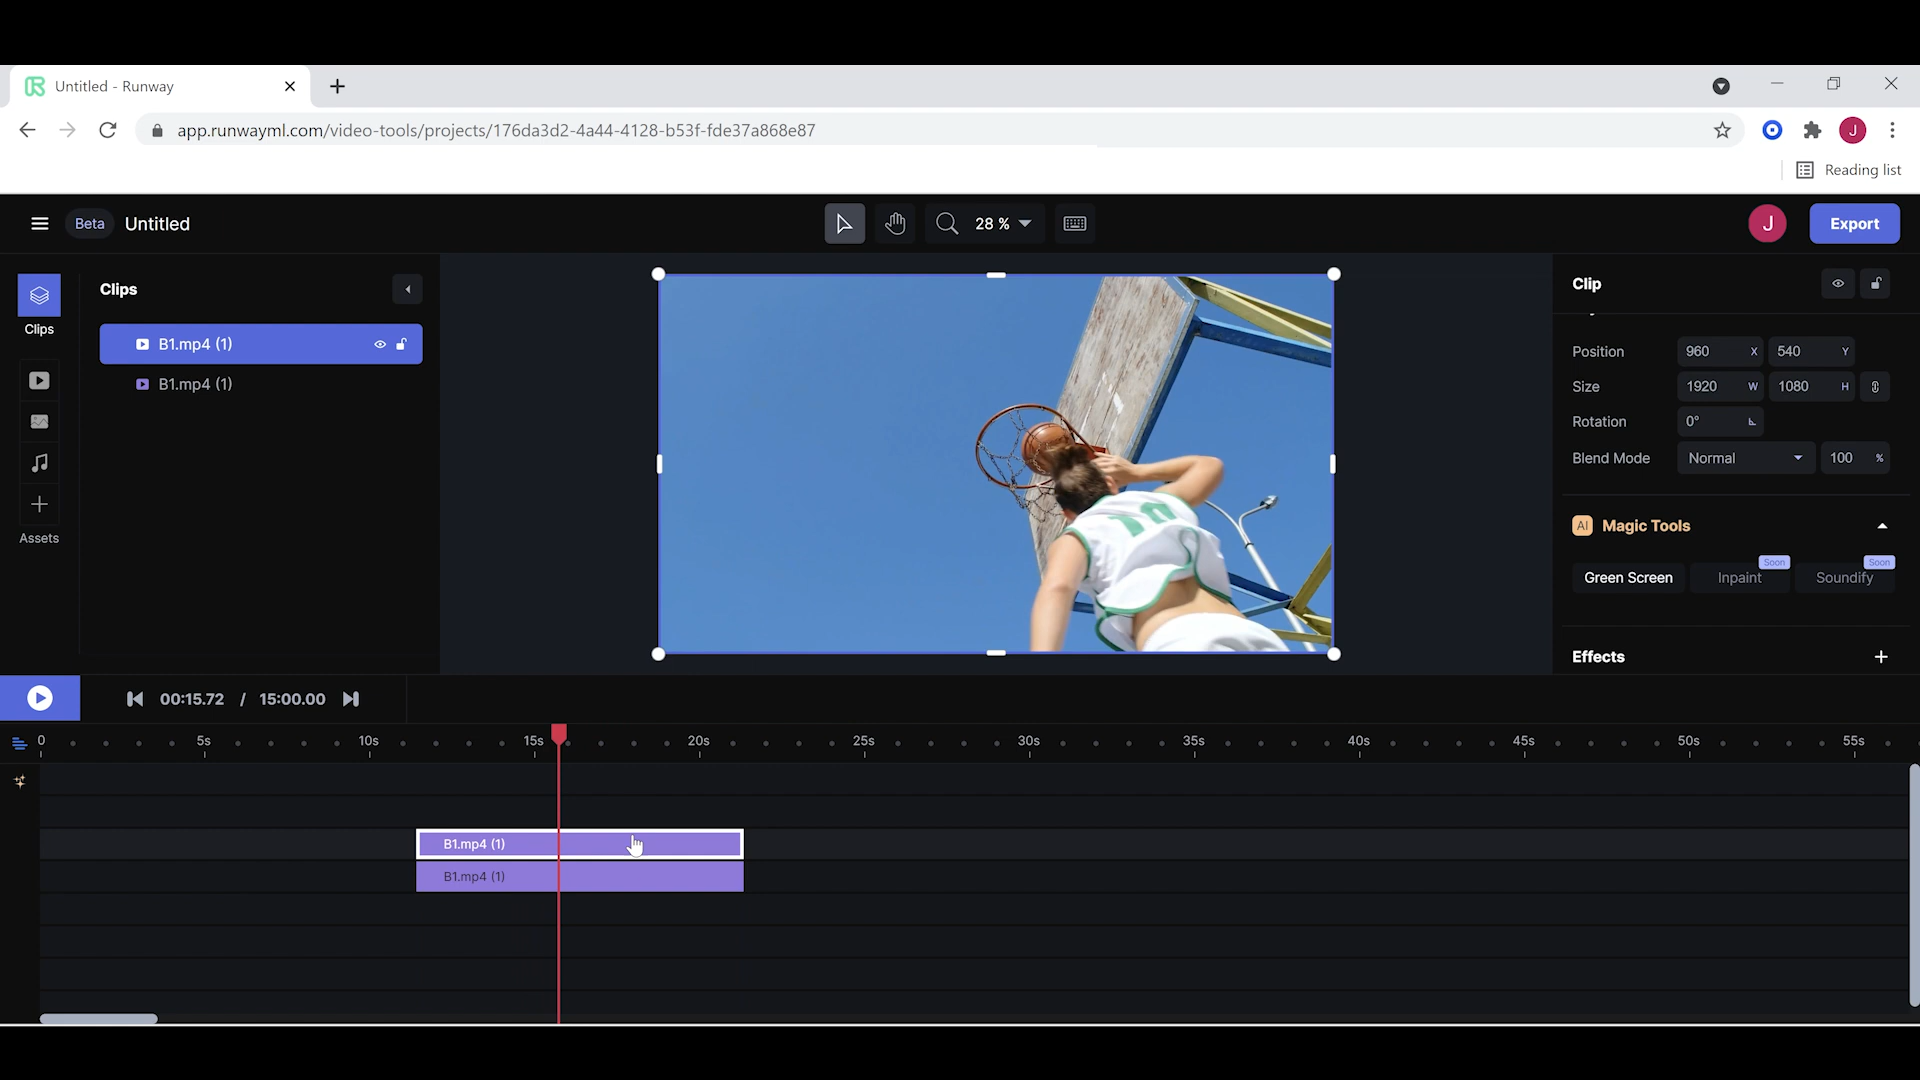 Untitled - Runway
app.runwayml.com/video-tools/projects/176da3d2-4a44-4128-b53f-fde37a868e87
J
Reading list
Beta Untitled
28 %
J
Export
Clips
Clips
B1.mp4 (1)
B1.mp4 (1)
Assets
10
Clip
Position 960 X 540 Y
Size 1920 W 1080 H
Rotation 0°
Blend Mode Normal 100 %
AI Magic Tools
Green Screen
Inpaint Soon
Soundify Soon
Effects
00:15.72 / 15:00.00
0 5s 10s 15s 20s 25s 30s 35s 40s 45s 50s 55s
B1.mp4 (1)
B1.mp4 (1)